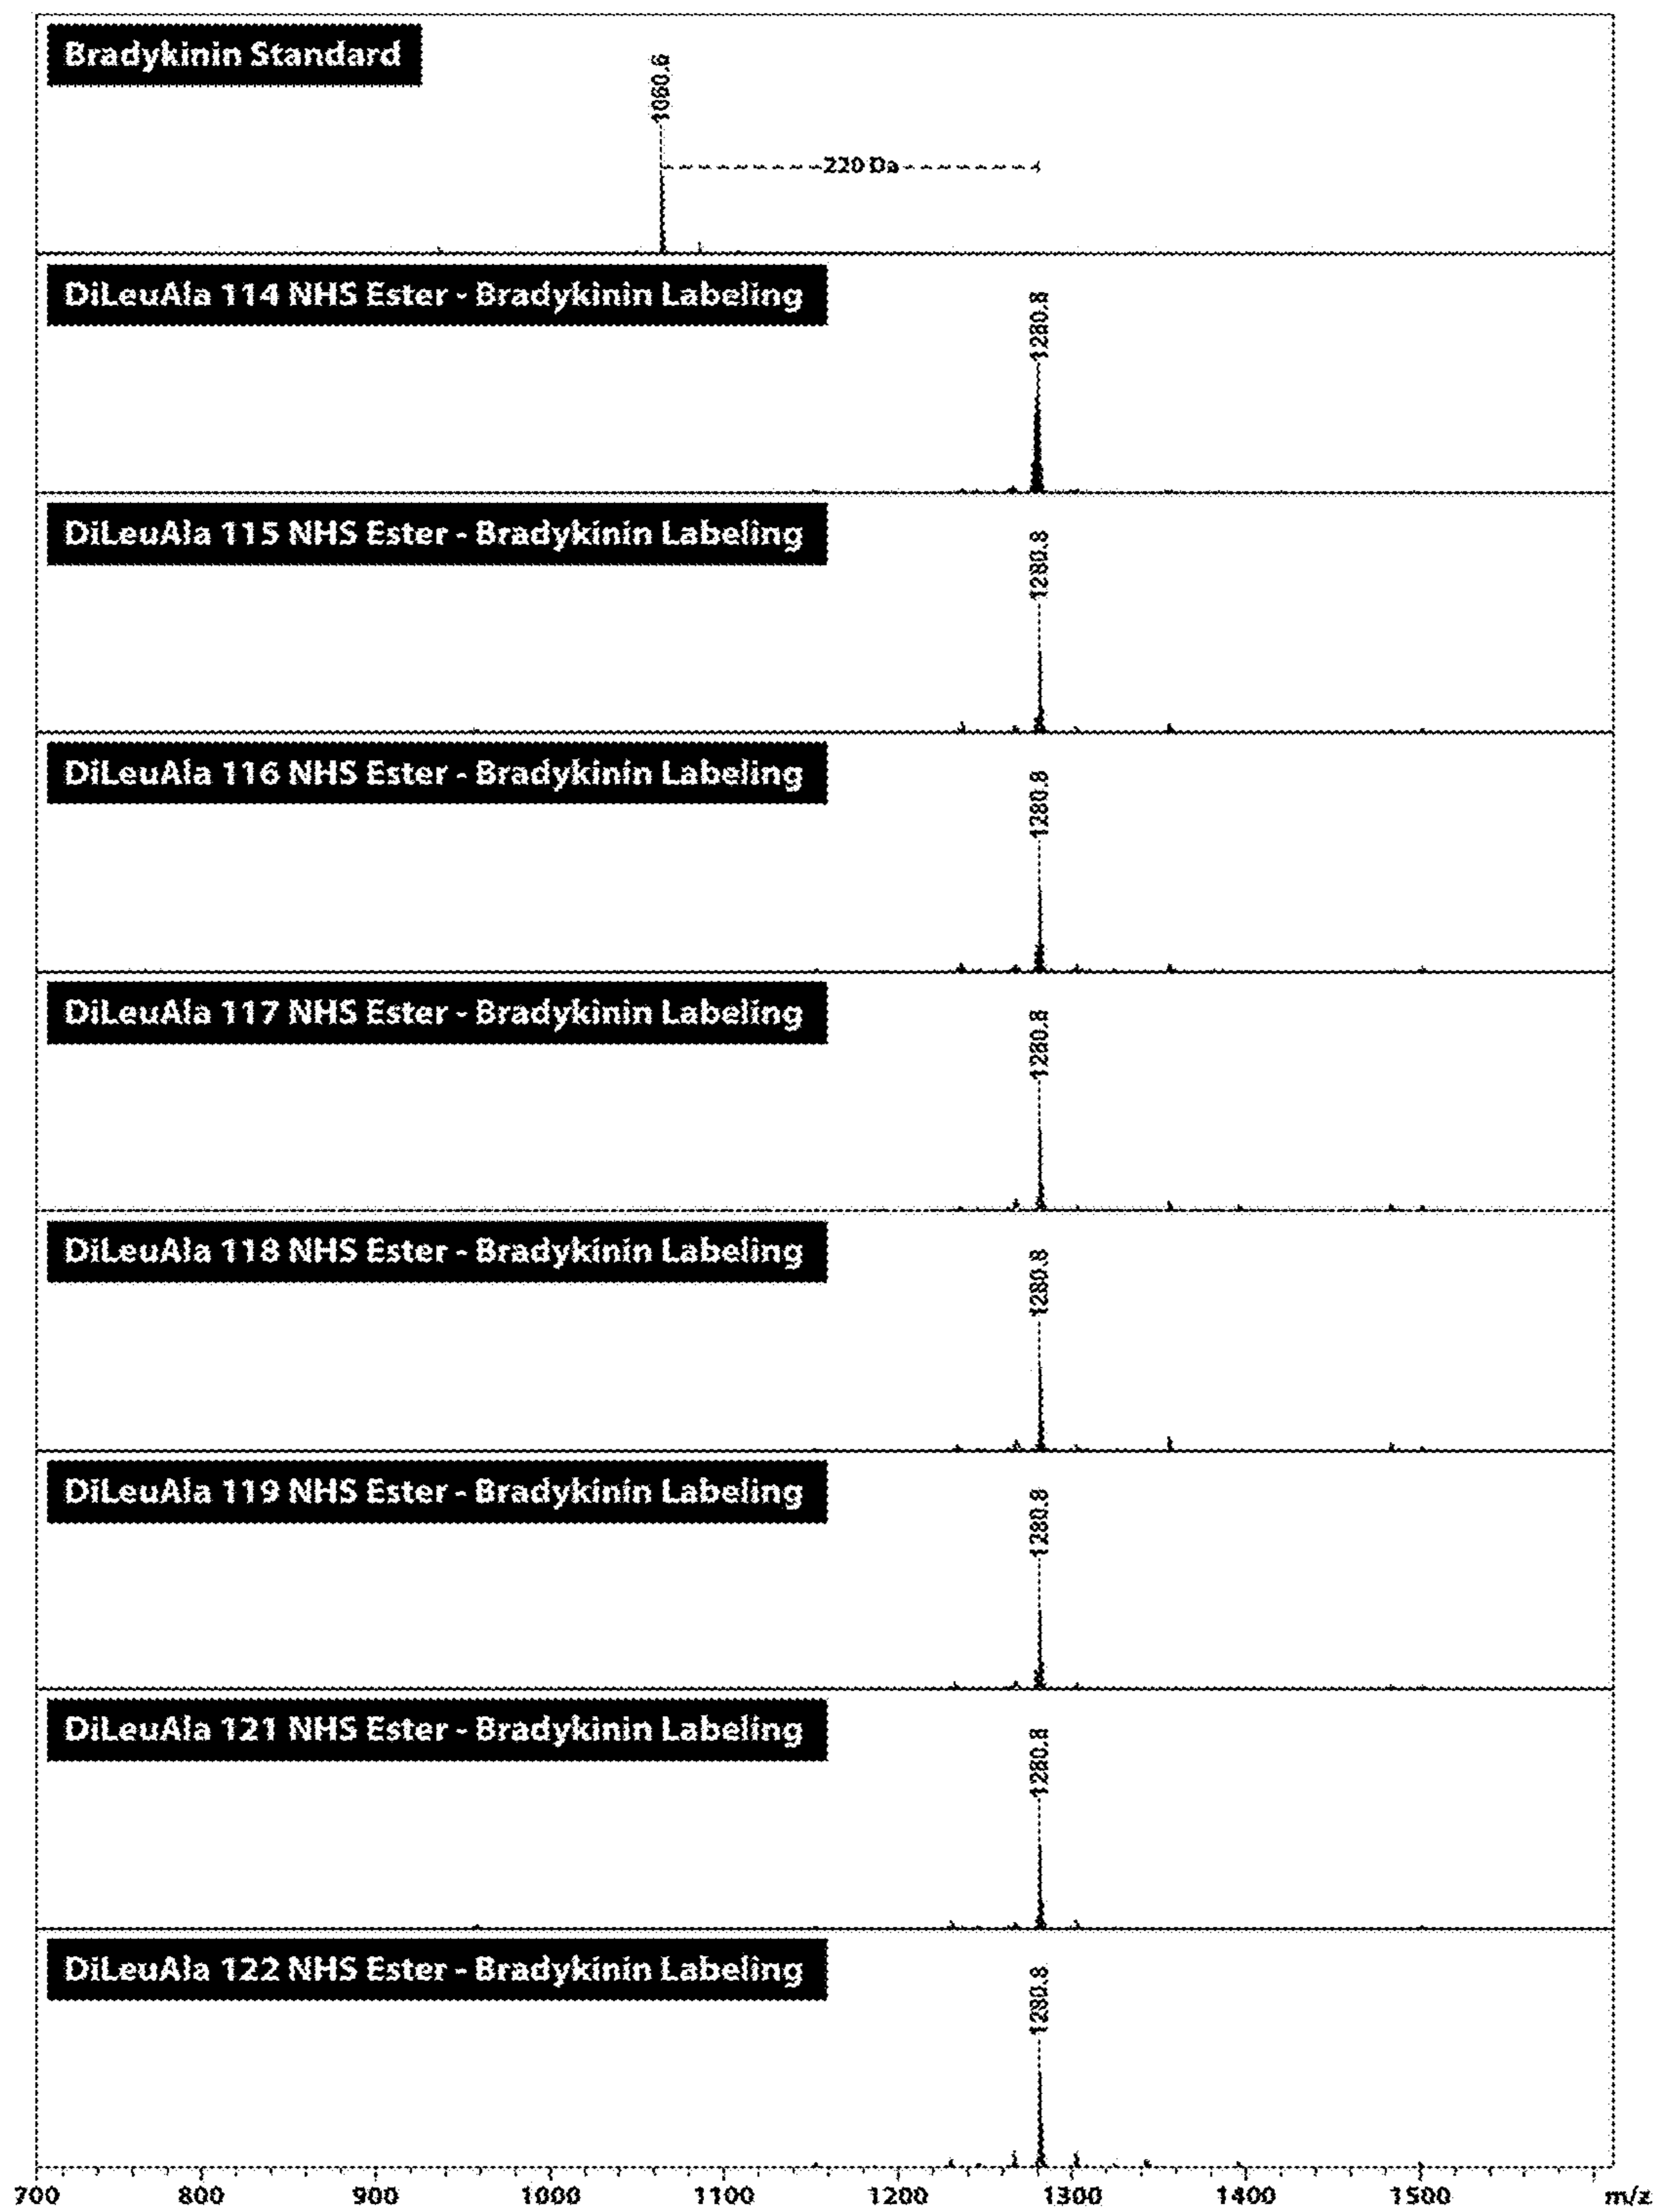 Bradykinin Standard
1060.6
220 Da
DiLeuAla 114 NHS Ester - Bradykinin Labeling
1280.8
DiLeuAla 115 NHS Ester - Bradykinin Labeling
1280.8
DiLeuAla 116 NHS Ester - Bradykinin Labeling
1280.8
DiLeuAla 117 NHS Ester - Bradykinin Labeling
1280.8
DiLeuAla 118 NHS Ester - Bradykinin Labeling
1280.8
DiLeuAla 119 NHS Ester - Bradykinin Labeling
1280.8
DiLeuAla 121 NHS Ester - Bradykinin Labeling
1280.8
DiLeuAla 122 NHS Ester - Bradykinin Labeling
1280.8
700 800 900 1000 1100 1200 1300 1400 1500 m/z